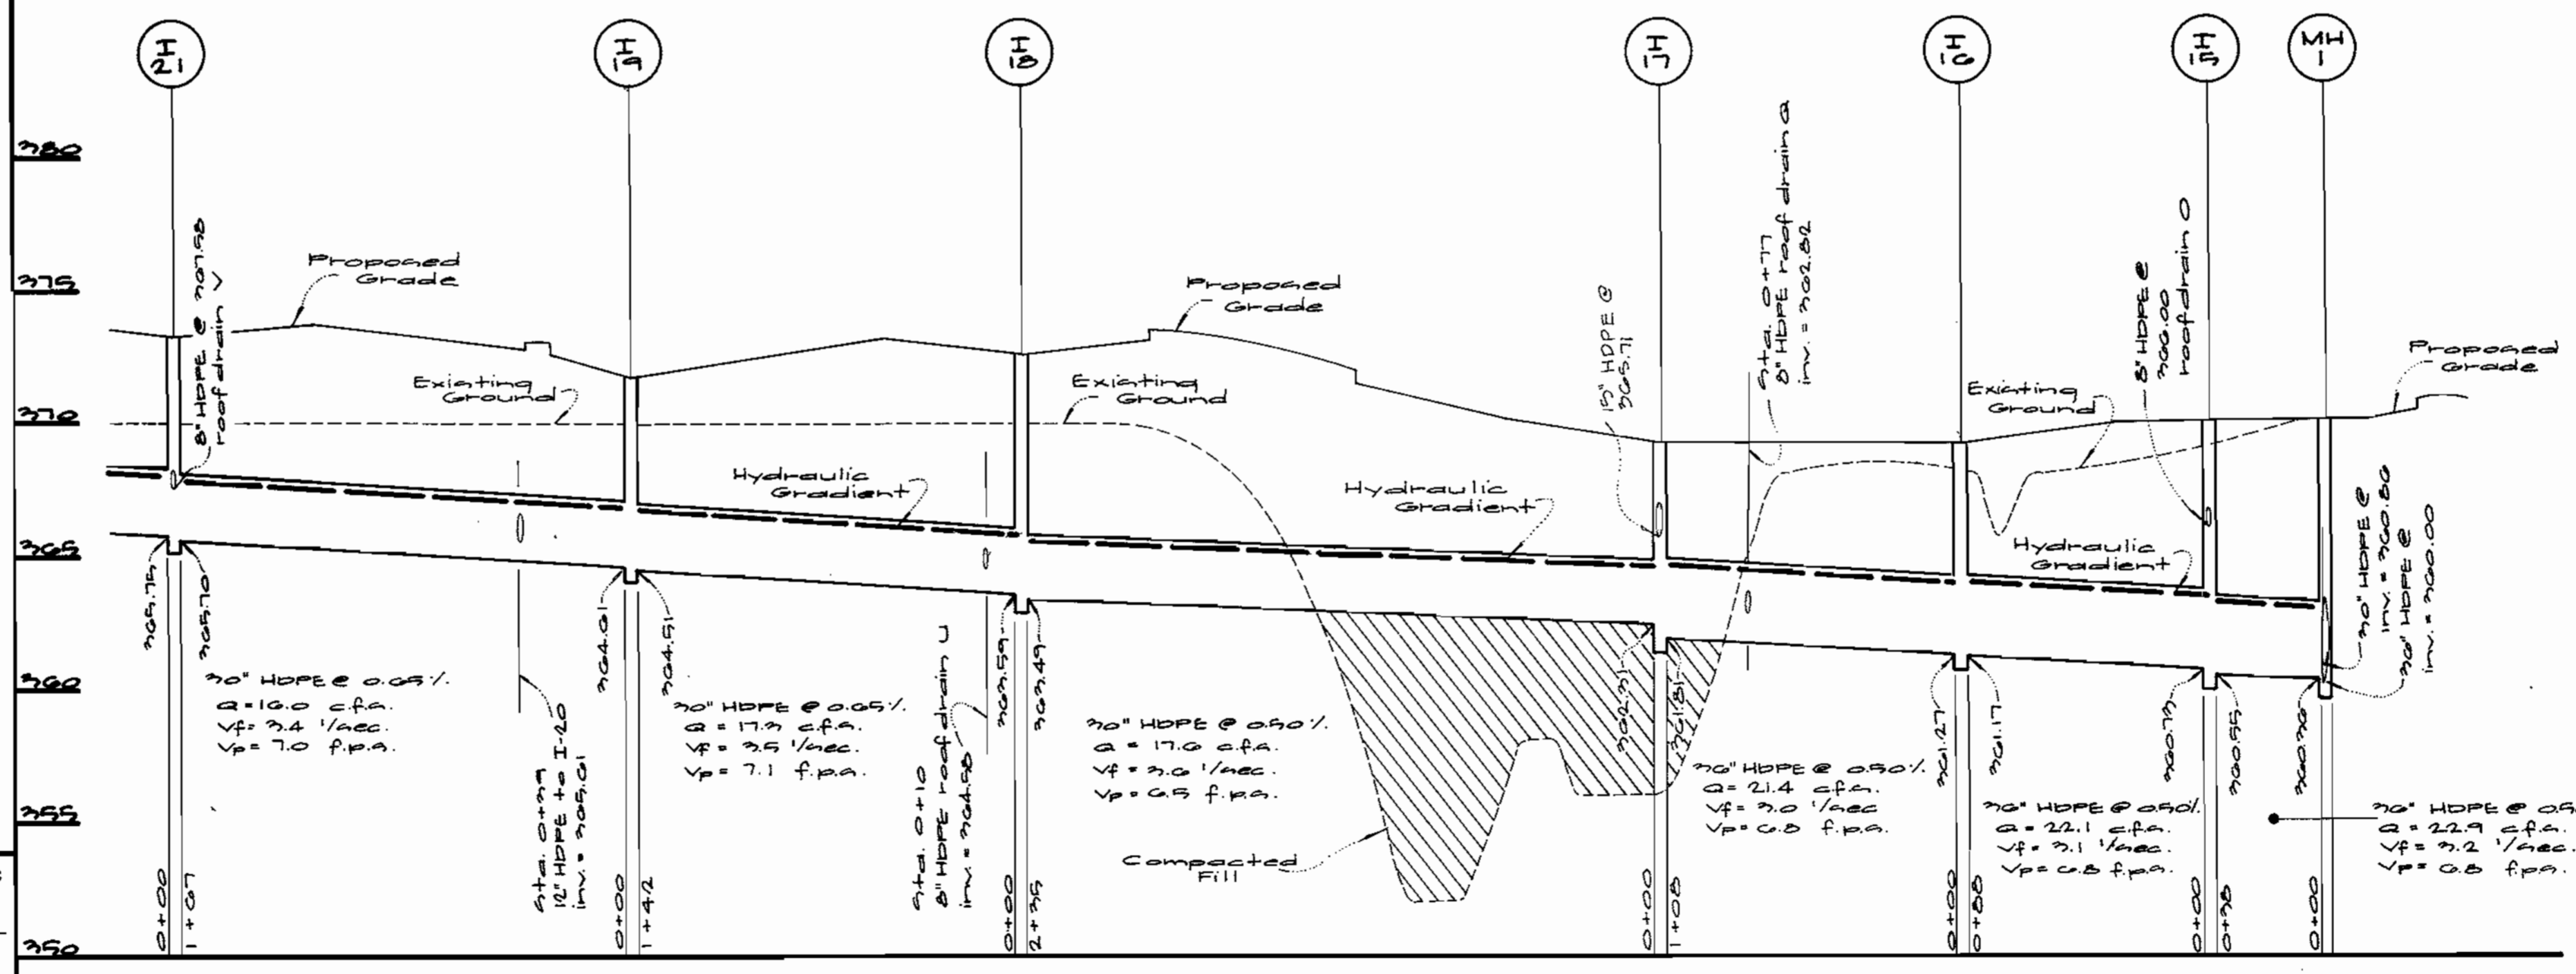 I
21
I
19
I
18
I
17
I
16
I
15
MH
1
380
375
370
365
360
355
350
Proposed
Grade
8" HDPE @ 367.58
roof drain V
Existing
Ground
Hydraulic
Gradient
Proposed
Grade
Existing
Ground
Hydraulic
Gradient
15" HDPE @
365.71
Sta. 0+77
8" HDPE roof drain Q
inv. = 362.82
Existing
Ground
8" HDPE @
366.00
roof drain O
Hydraulic
Gradient
Proposed
Grade
30" HDPE @
inv. = 360.80
36" HDPE @
inv. = 360.00
365.75
365.70
30" HDPE @ 0.65%
Q = 16.0 c.f.s.
Vf = 3.4 '/sec.
Vp = 7.0 f.p.s.
Sta. 0+39
12" HDPE to I-20
inv. = 365.61
364.61
364.51
30" HDPE @ 0.65%
Q = 17.3 c.f.s.
Vf = 3.5 '/sec.
Vp = 7.1 f.p.s.
Sta. 0+10
8" HDPE roof drain U
inv. = 364.58
363.59
363.49
30" HDPE @ 0.50%
Q = 17.6 c.f.s.
Vf = 3.6 '/sec.
Vp = 6.5 f.p.s.
Compacted
Fill
362.31
361.81
36" HDPE @ 0.50%
Q = 21.4 c.f.s.
Vf = 3.0 '/sec
Vp = 6.8 f.p.s.
361.27
361.17
36" HDPE @ 0.50%
Q = 22.1 c.f.s.
Vf = 3.1 '/sec.
Vp = 6.8 f.p.s.
360.73
360.55
360.36
36" HDPE @ 0.5
Q = 22.9 c.f.s.
Vf = 3.2 '/sec.
Vp = 6.8 f.p.s.
0+00
1+67
0+00
1+42
0+00
2+35
0+00
1+08
0+00
0+88
0+00
0+38
0+00